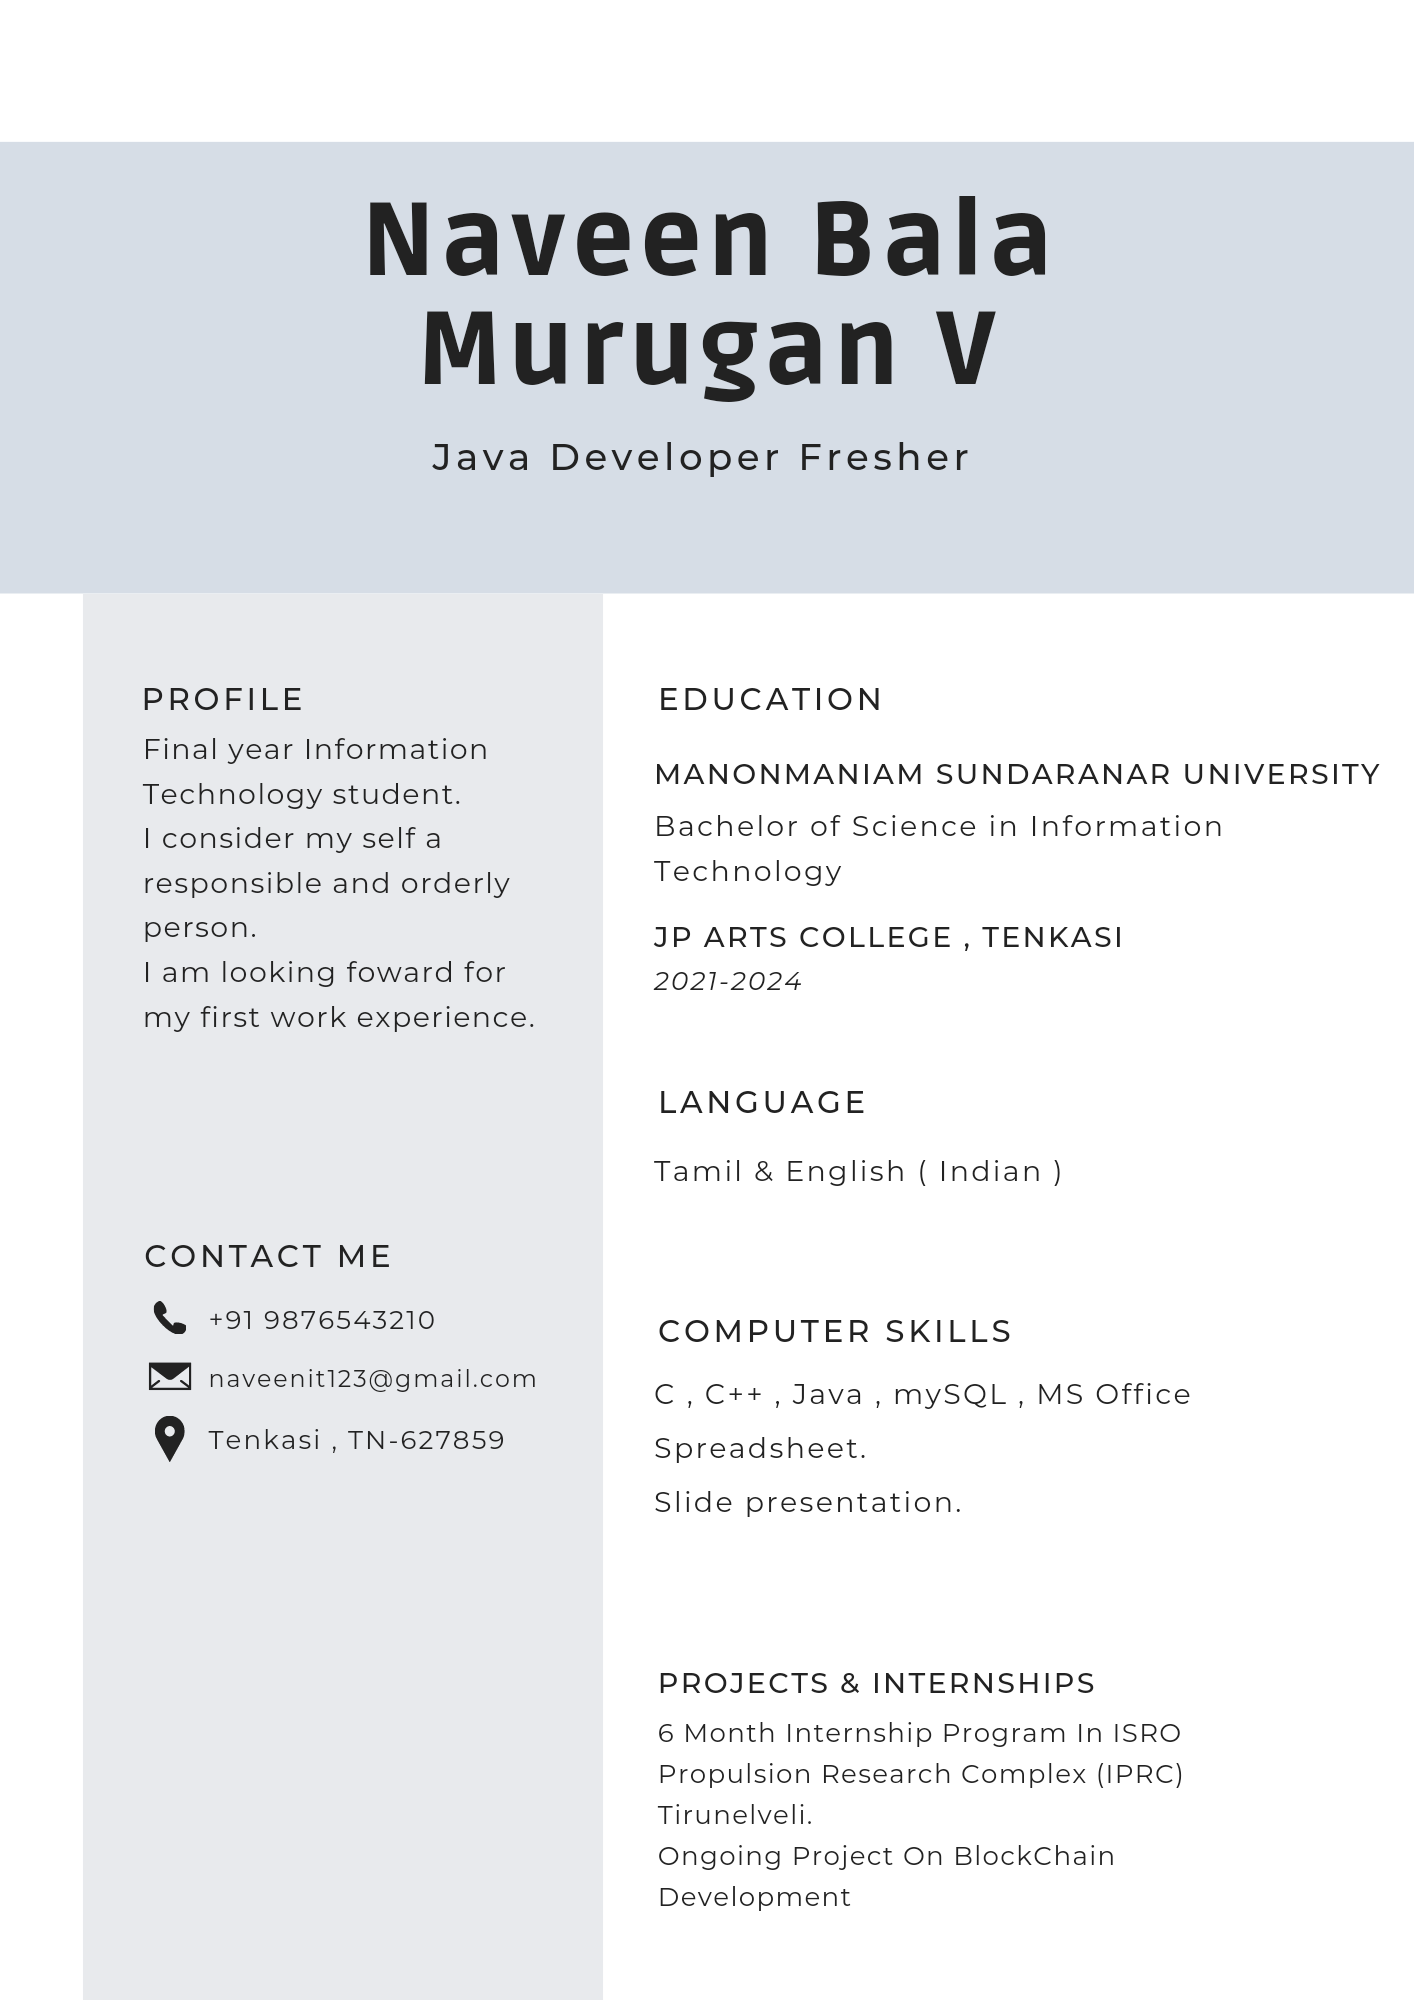 Naveen Bala
Murugan V
Java Developer Fresher
PROFILE
Final year Information
Technology student.
I consider my self a
responsible and orderly
person.
I am looking foward for
my first work experience.
CONTACT ME
+91 9876543210
naveenit123@gmail.com
Tenkasi , TN-627859
EDUCATION
MANONMANIAM SUNDARANAR UNIVERSITY
Bachelor of Science in Information
Technology
JP ARTS COLLEGE , TENKASI
2021-2024
LANGUAGE
Tamil & English ( Indian )
COMPUTER SKILLS
C , C++ , Java , mySQL , MS Office
Spreadsheet.
Slide presentation.
PROJECTS & INTERNSHIPS
6 Month Internship Program In ISRO
Propulsion Research Complex (IPRC)
Tirunelveli.
Ongoing Project On BlockChain
Development